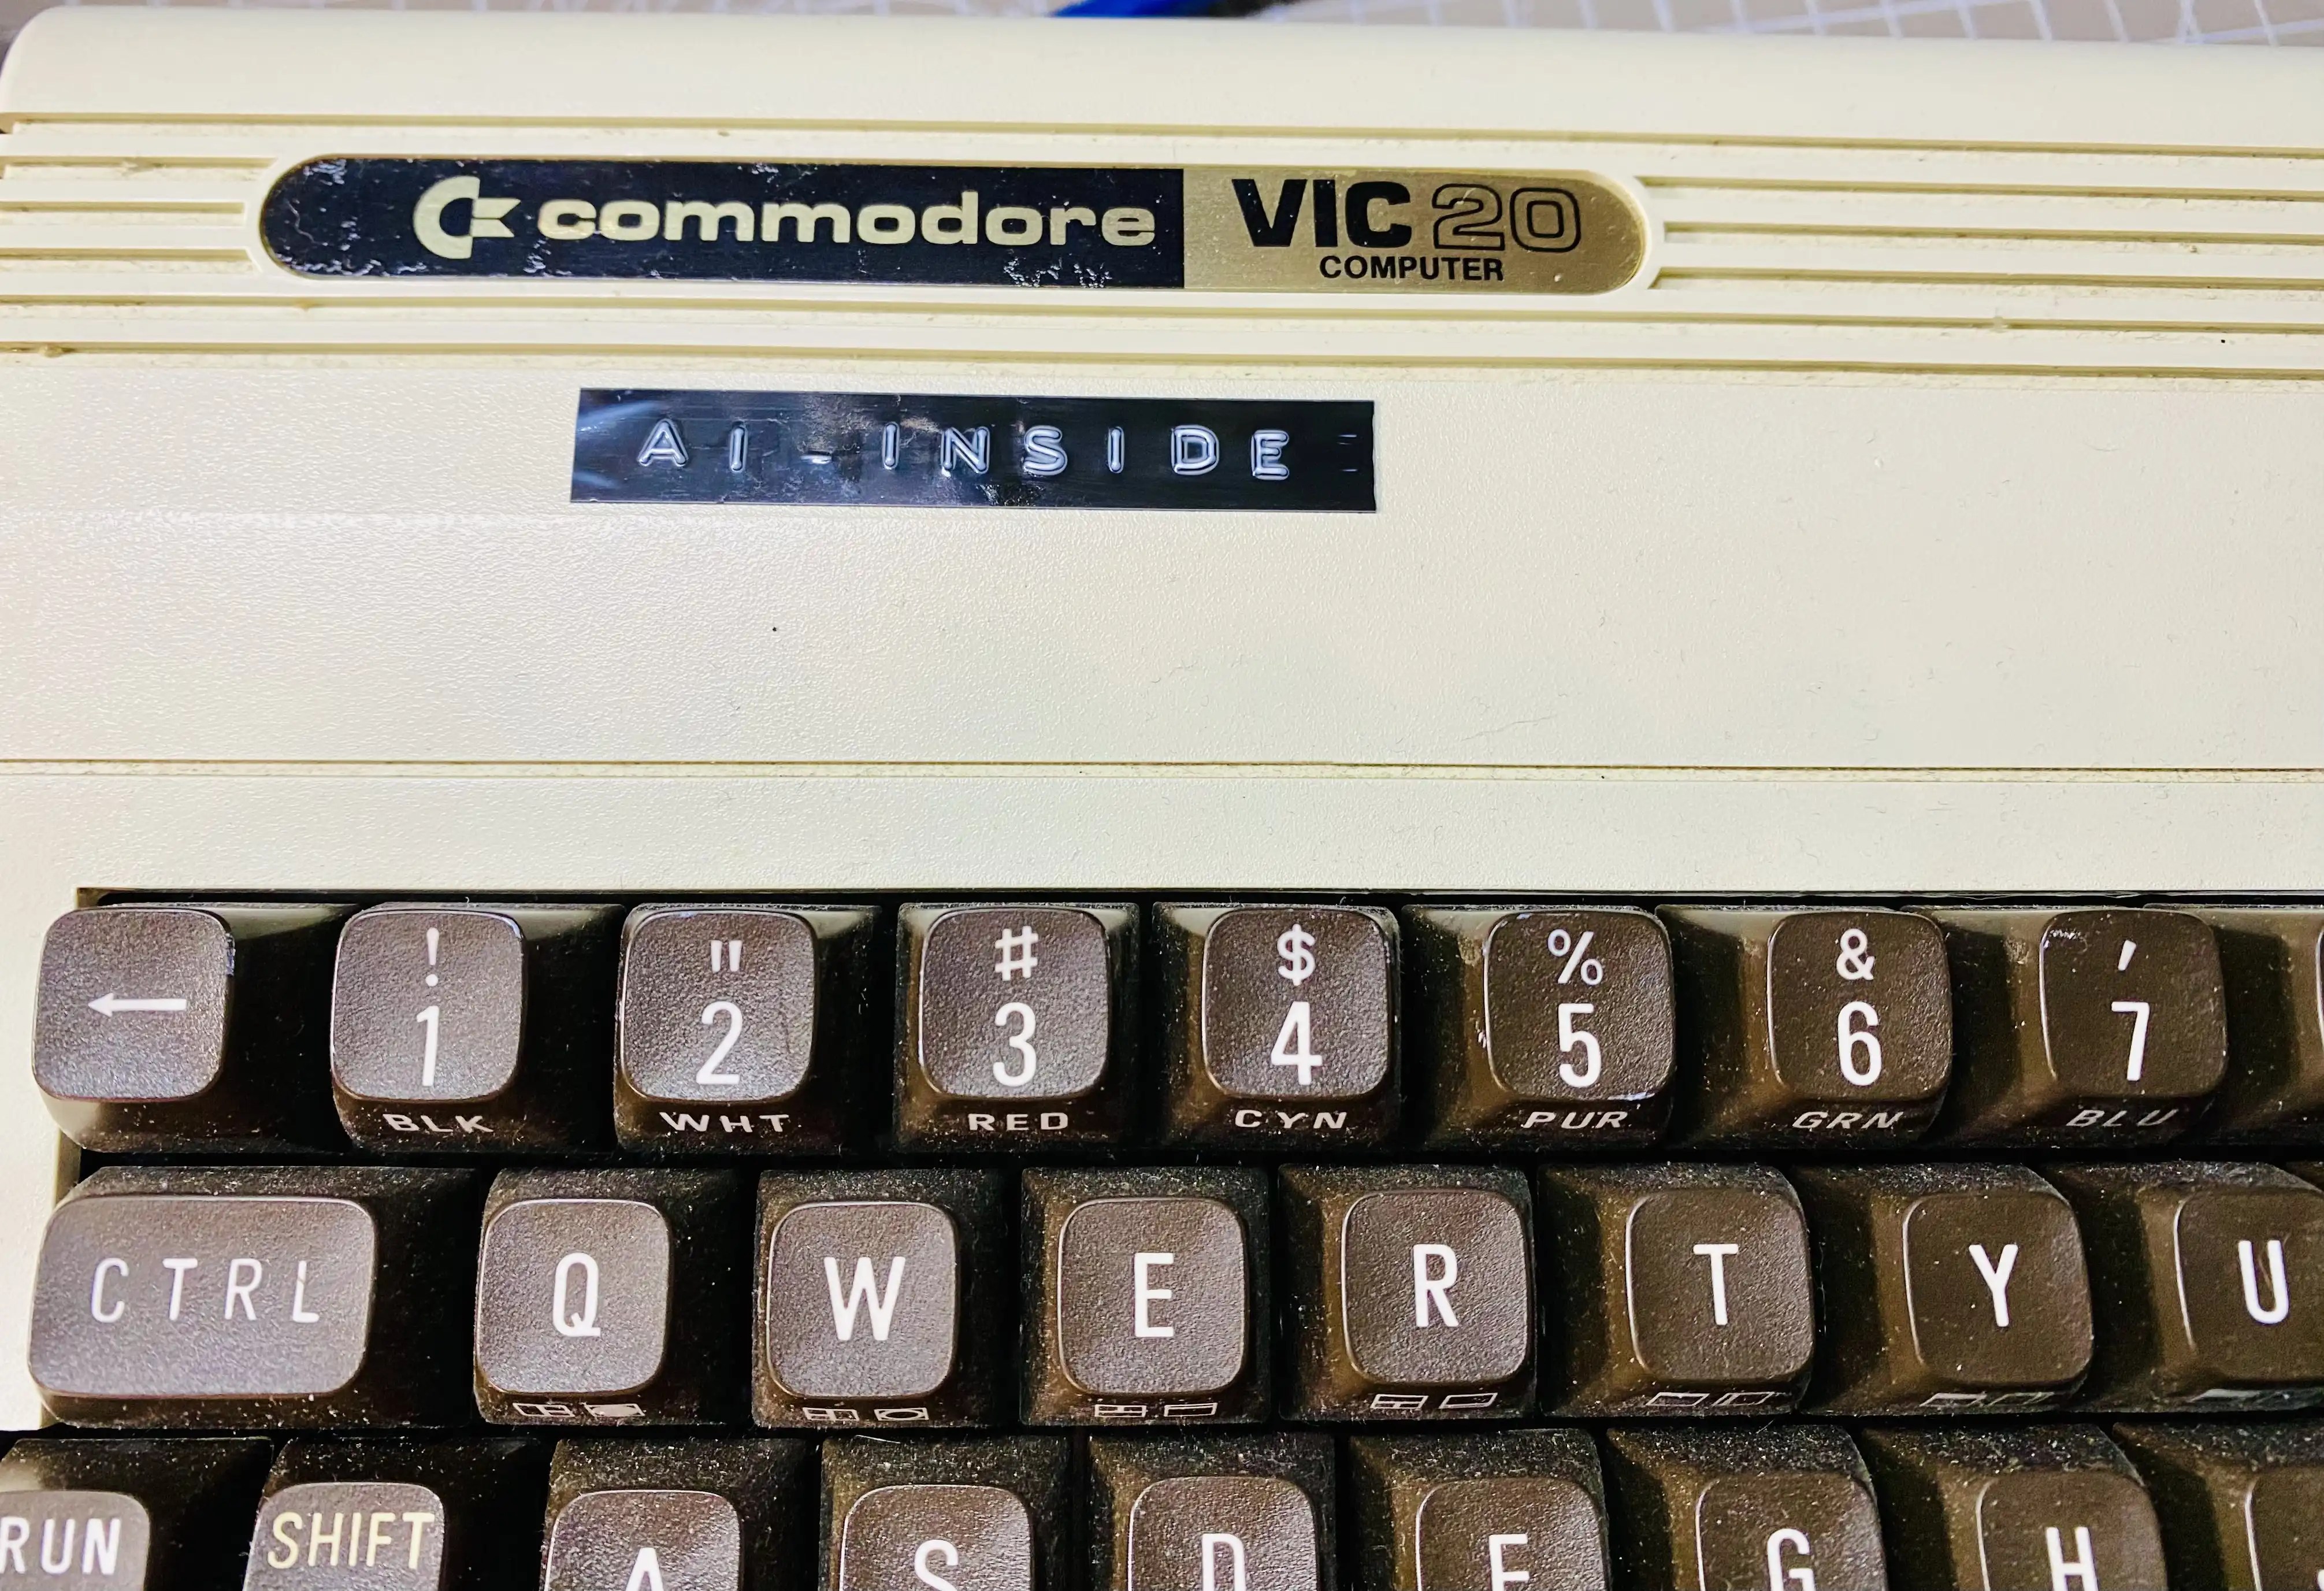 commodore VIC 20
COMPUTER
AI-INSIDE
! " # $ % & '
← 1 2 3 4 5 6 7
BLK WHT RED CYN PUR GRN BLU
CTRL Q W E R T Y U
RUN SHIFT A S D F G H